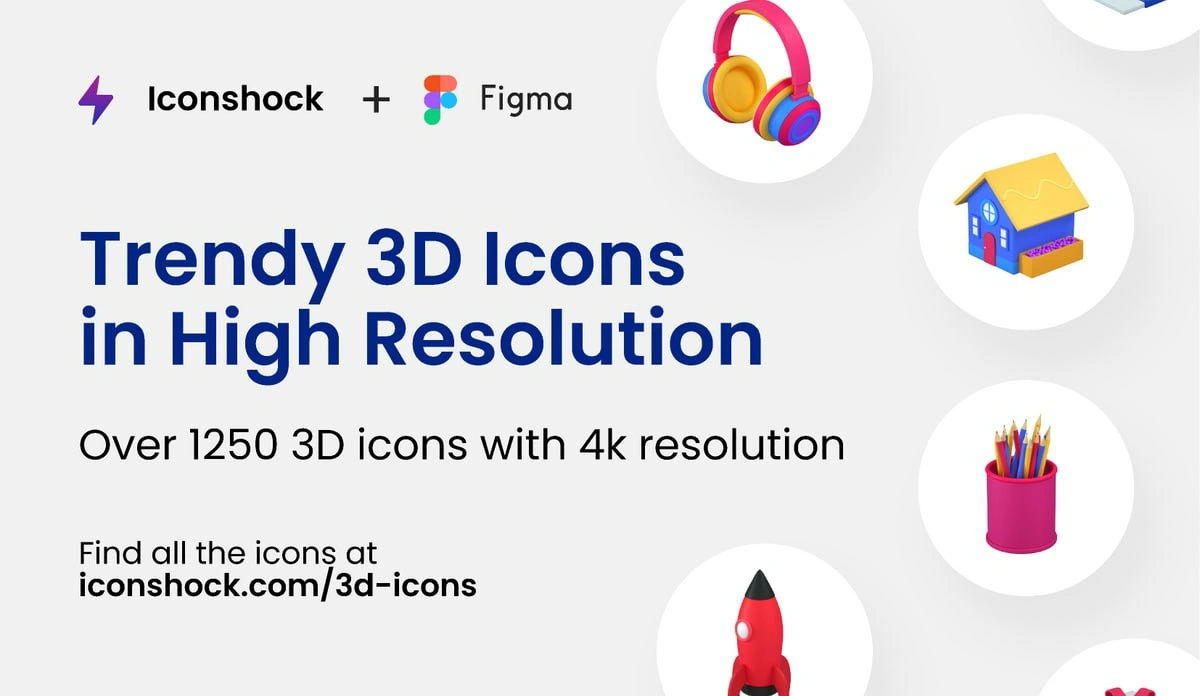 Iconshock + Figma
Trendy 3D Icons
in High Resolution
Over 1250 3D icons with 4k resolution
Find all the icons at
iconshock.com/3d-icons